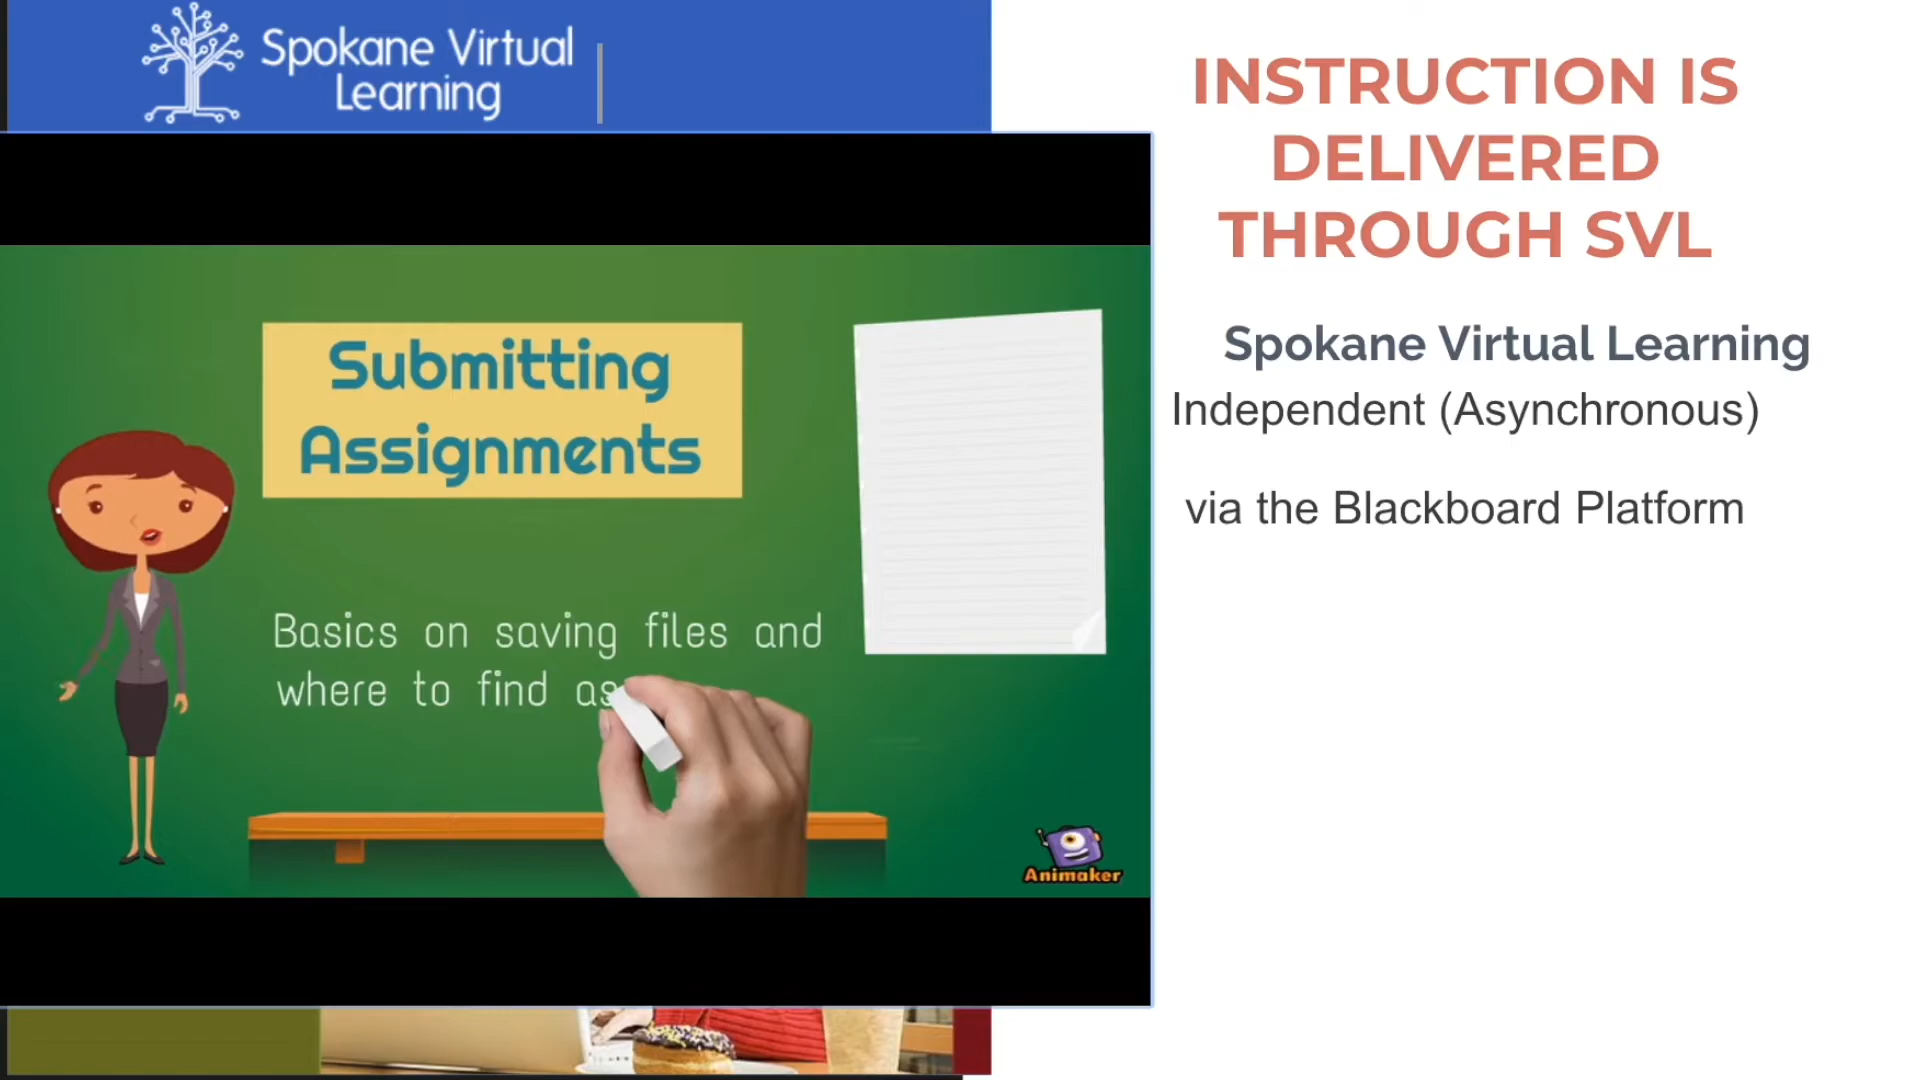 Spokane Virtual
Learning
INSTRUCTION IS
DELIVERED
THROUGH SVL
Spokane Virtual Learning
Independent (Asynchronous)
via the Blackboard Platform
Submitting
Assignments
Basics on saving files and
where to find as
Animaker